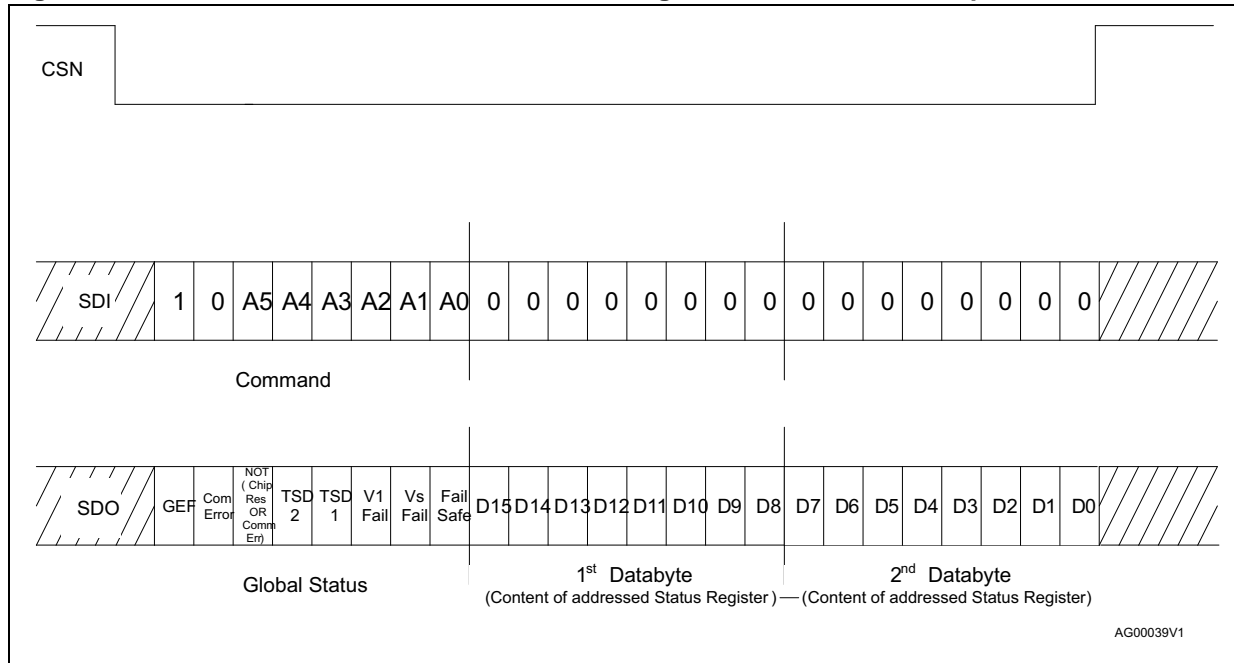 CSN
SDI 1 0 A5 A4 A3 A2 A1 A0 0 0 0 0 0 0 0 0 0 0 0 0 0 0 0 0
Command
SDO GEF Com Error NOT ( Chip Res OR Comm Err) TSD 2 TSD 1 V1 Fail Vs Fail Fail Safe D15 D14 D13 D12 D11 D10 D9 D8 D7 D6 D5 D4 D3 D2 D1 D0
Global Status 1st Databyte 2nd Databyte
(Content of addressed Status Register ) — (Content of addressed Status Register)
AG00039V1